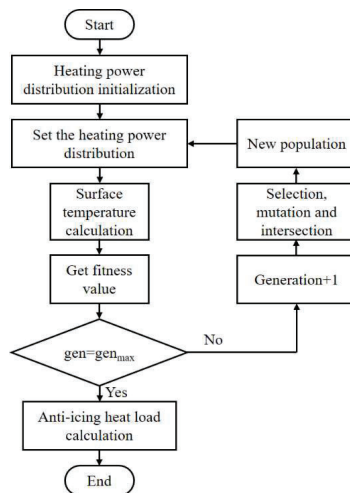 Start
Heating power
distribution initialization
Set the heating power
distribution
New population
Surface
temperature
calculation
Selection,
mutation and
intersection
Get fitness
value
Generation+1
gen=genmax
No
Yes
Anti-icing heat load
calculation
End